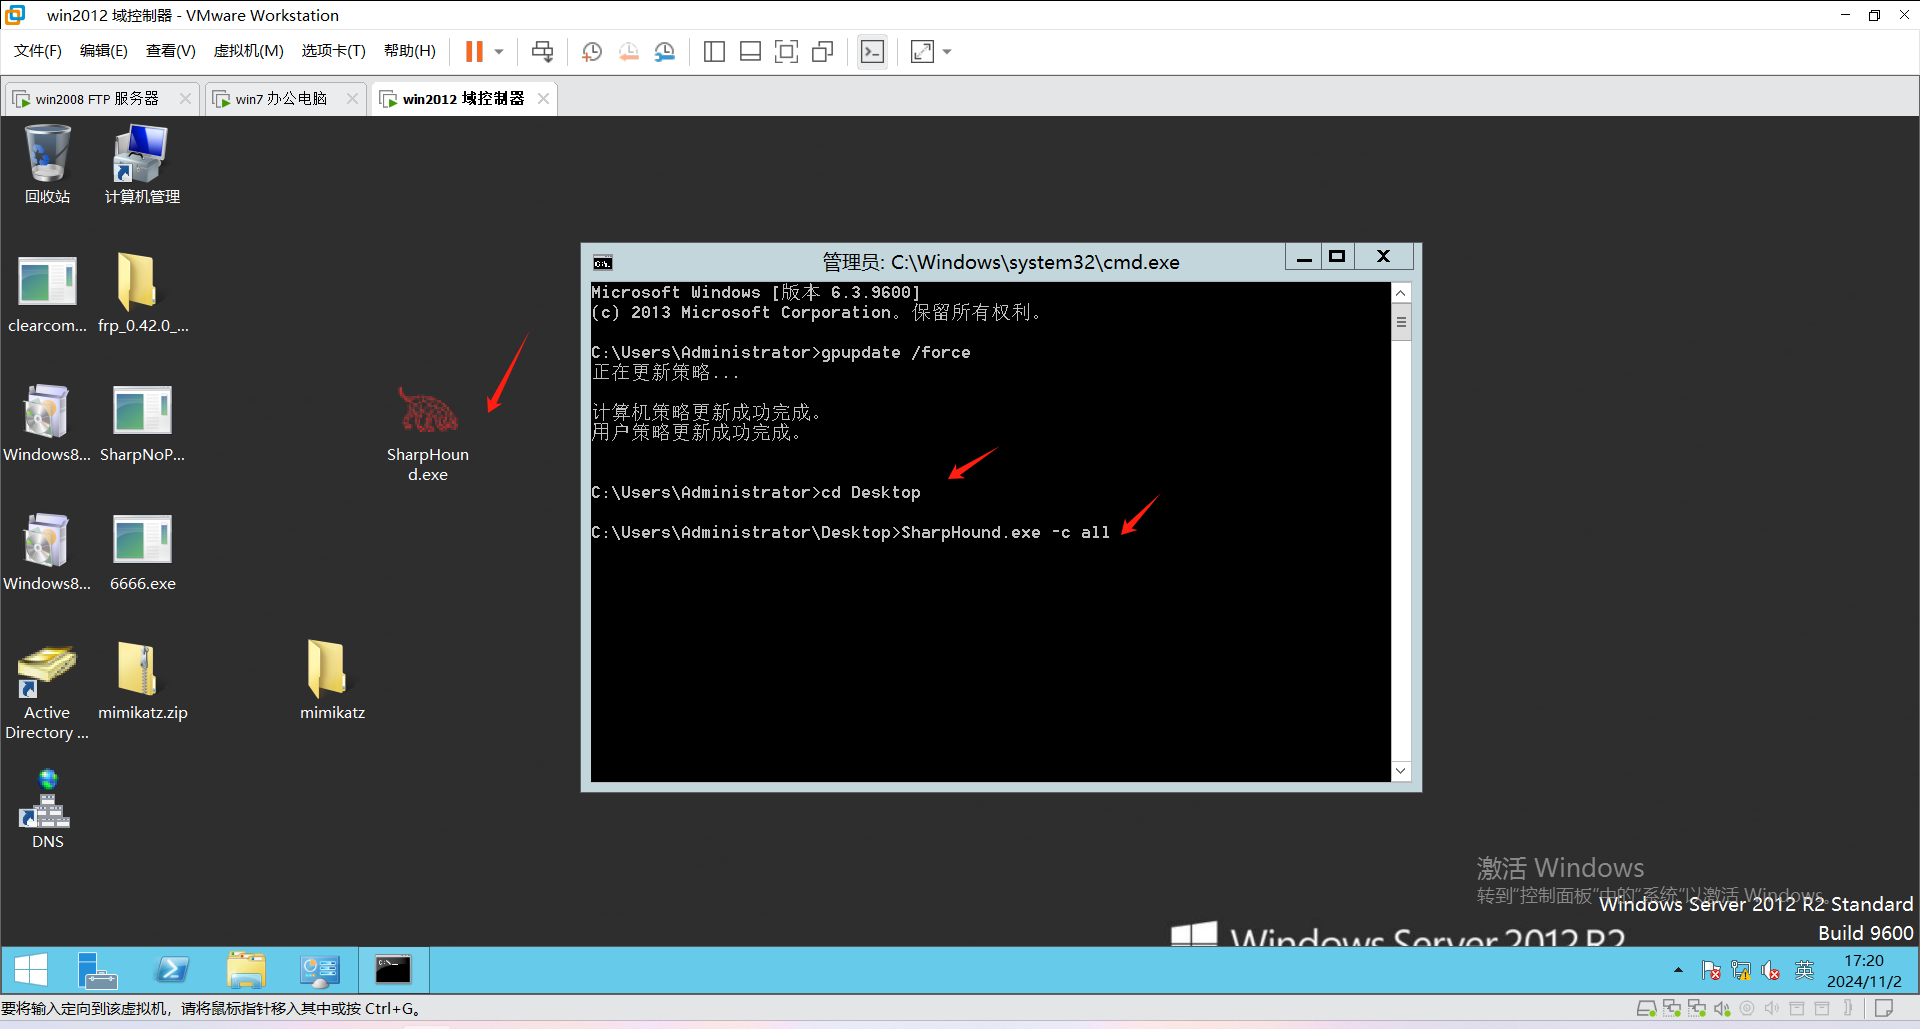 win2012 域控制器 - VMware Workstation
文件(F) 编辑(E) 查看(V) 虚拟机(M) 选项卡(T) 帮助(H)
win2008 FTP 服务器 win7 办公电脑 win2012 域控制器
回收站 计算机管理
clearcom... frp_0.42.0_...
Windows8... SharpNoP...
SharpHoun
d.exe
Windows8... 6666.exe
Active
Directory ...
mimikatz.zip mimikatz
DNS
管理员: C:\Windows\system32\cmd.exe
Microsoft Windows [版本 6.3.9600]
(c) 2013 Microsoft Corporation。保留所有权利。
C:\Users\Administrator>gpupdate /force
正在更新策略...
计算机策略更新成功完成。
用户策略更新成功完成。
C:\Users\Administrator>cd Desktop
C:\Users\Administrator\Desktop>SharpHound.exe -c all
激活 Windows
转到"控制面板"中的"系统"以激活 Windows。
Windows Server 2012 R2 Standard
Build 9600
Windows Server 2012 R2
英
17:20
2024/11/2
要将输入定向到该虚拟机，请将鼠标指针移入其中或按 Ctrl+G。